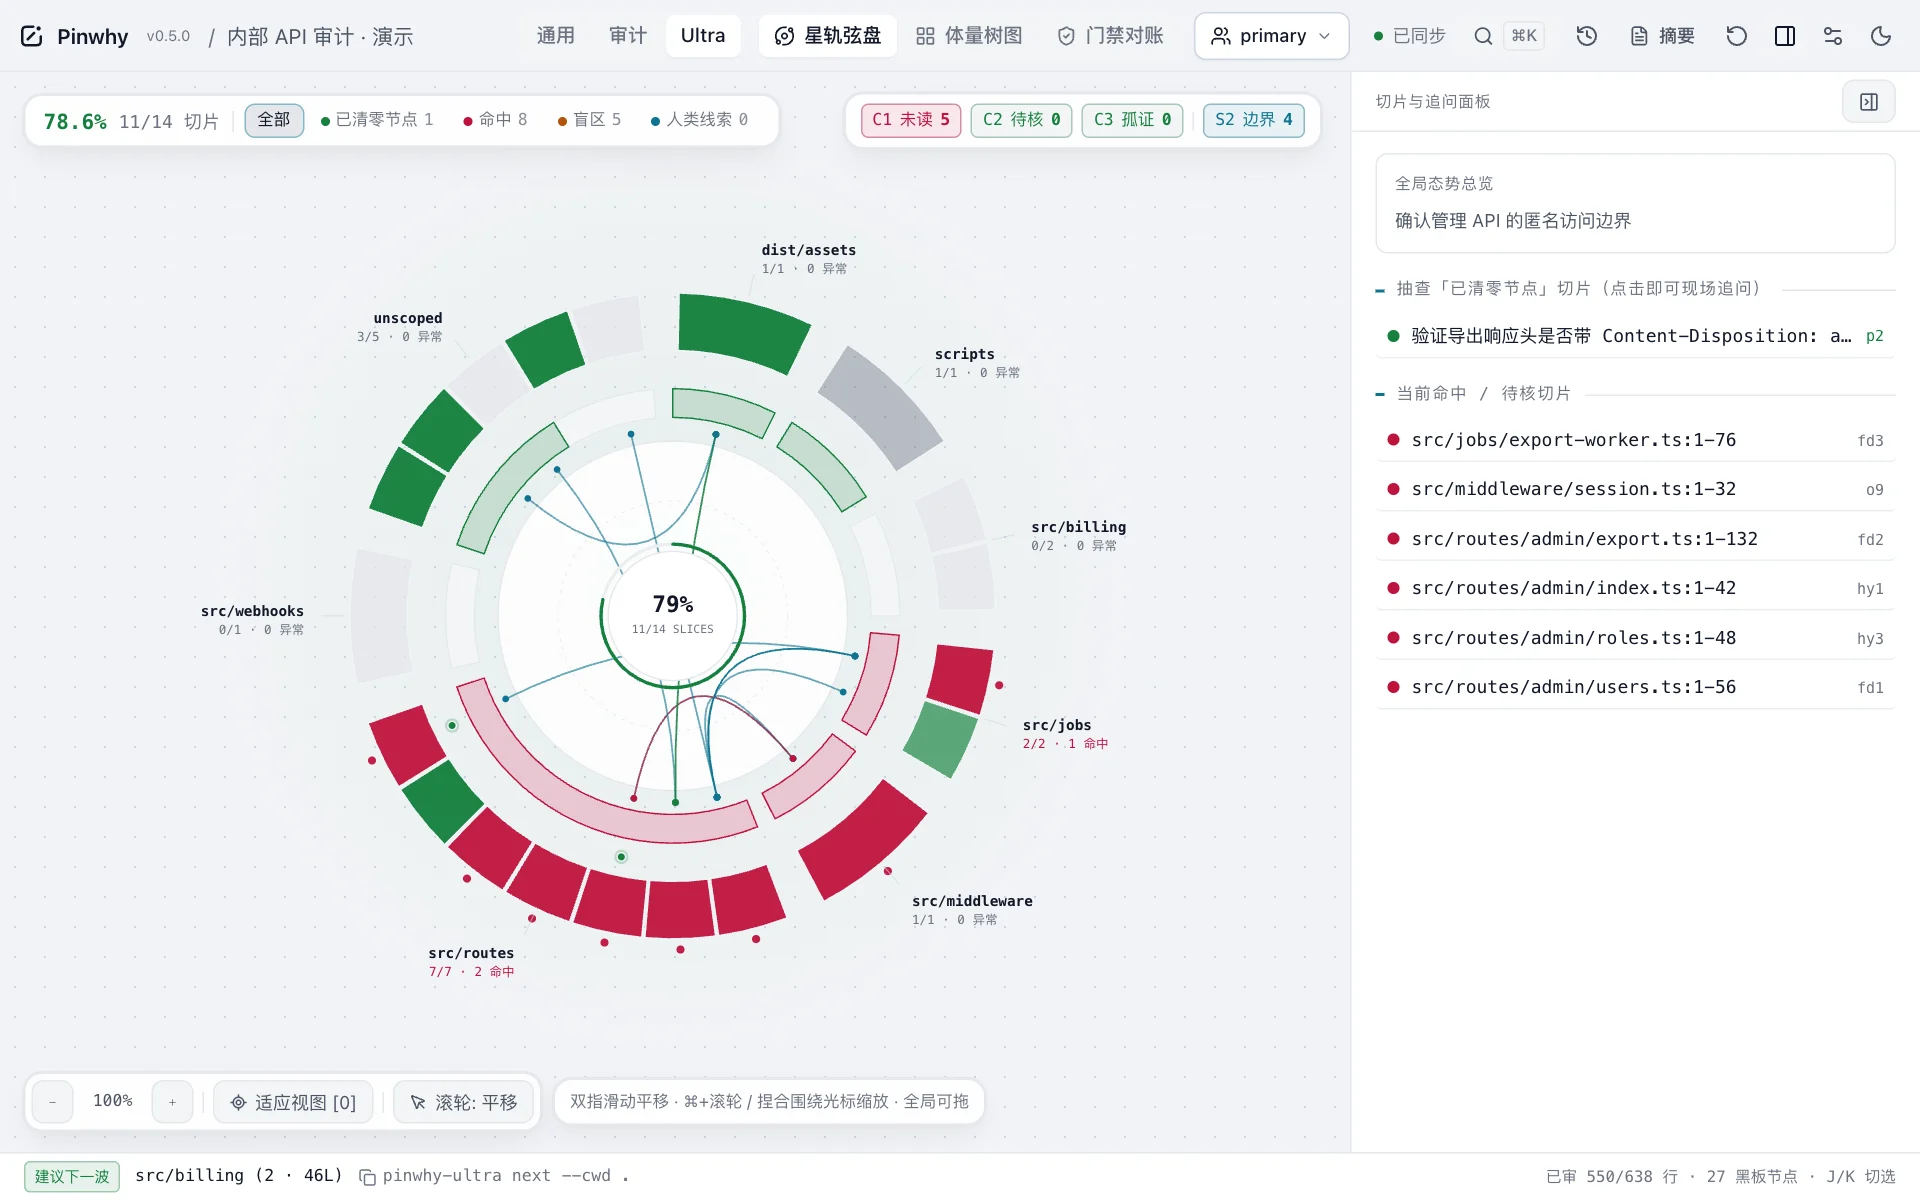 Pinwhy v0.5.0 / 内部 API 审计 · 演示
通用 审计 Ultra 星轨弦盘 体量树图 门禁对账 primary 已同步 ⌘K 摘要
78.6% 11/14 切片 全部 已清零节点 1 命中 8 盲区 5 人类线索 0
C1 未读 5 C2 待核 0 C3 孤证 0 S2 边界 4
dist/assets
1/1 · 0 异常
unscoped
3/5 · 0 异常
scripts
1/1 · 0 异常
src/billing
0/2 · 0 异常
src/webhooks
0/1 · 0 异常
79%
11/14 SLICES
src/jobs
2/2 · 1 命中
src/middleware
1/1 · 0 异常
src/routes
7/7 · 2 命中
− 100% + 适应视图 [0] 滚轮: 平移
双指滑动平移 · ⌘+滚轮 / 捏合围绕光标缩放 · 全局可拖
切片与追问面板
全局态势总览
确认管理 API 的匿名访问边界
抽查「已清零节点」切片（点击即可现场追问）
验证导出响应头是否带 Content-Disposition: a… p2
当前命中 / 待核切片
src/jobs/export-worker.ts:1–76 fd3
src/middleware/session.ts:1–32 o9
src/routes/admin/export.ts:1–132 fd2
src/routes/admin/index.ts:1–42 hy1
src/routes/admin/roles.ts:1–48 hy3
src/routes/admin/users.ts:1–56 fd1
建议下一波 src/billing (2 · 46L) pinwhy-ultra next --cwd .
已审 550/638 行 · 27 黑板节点 · J/K 切选